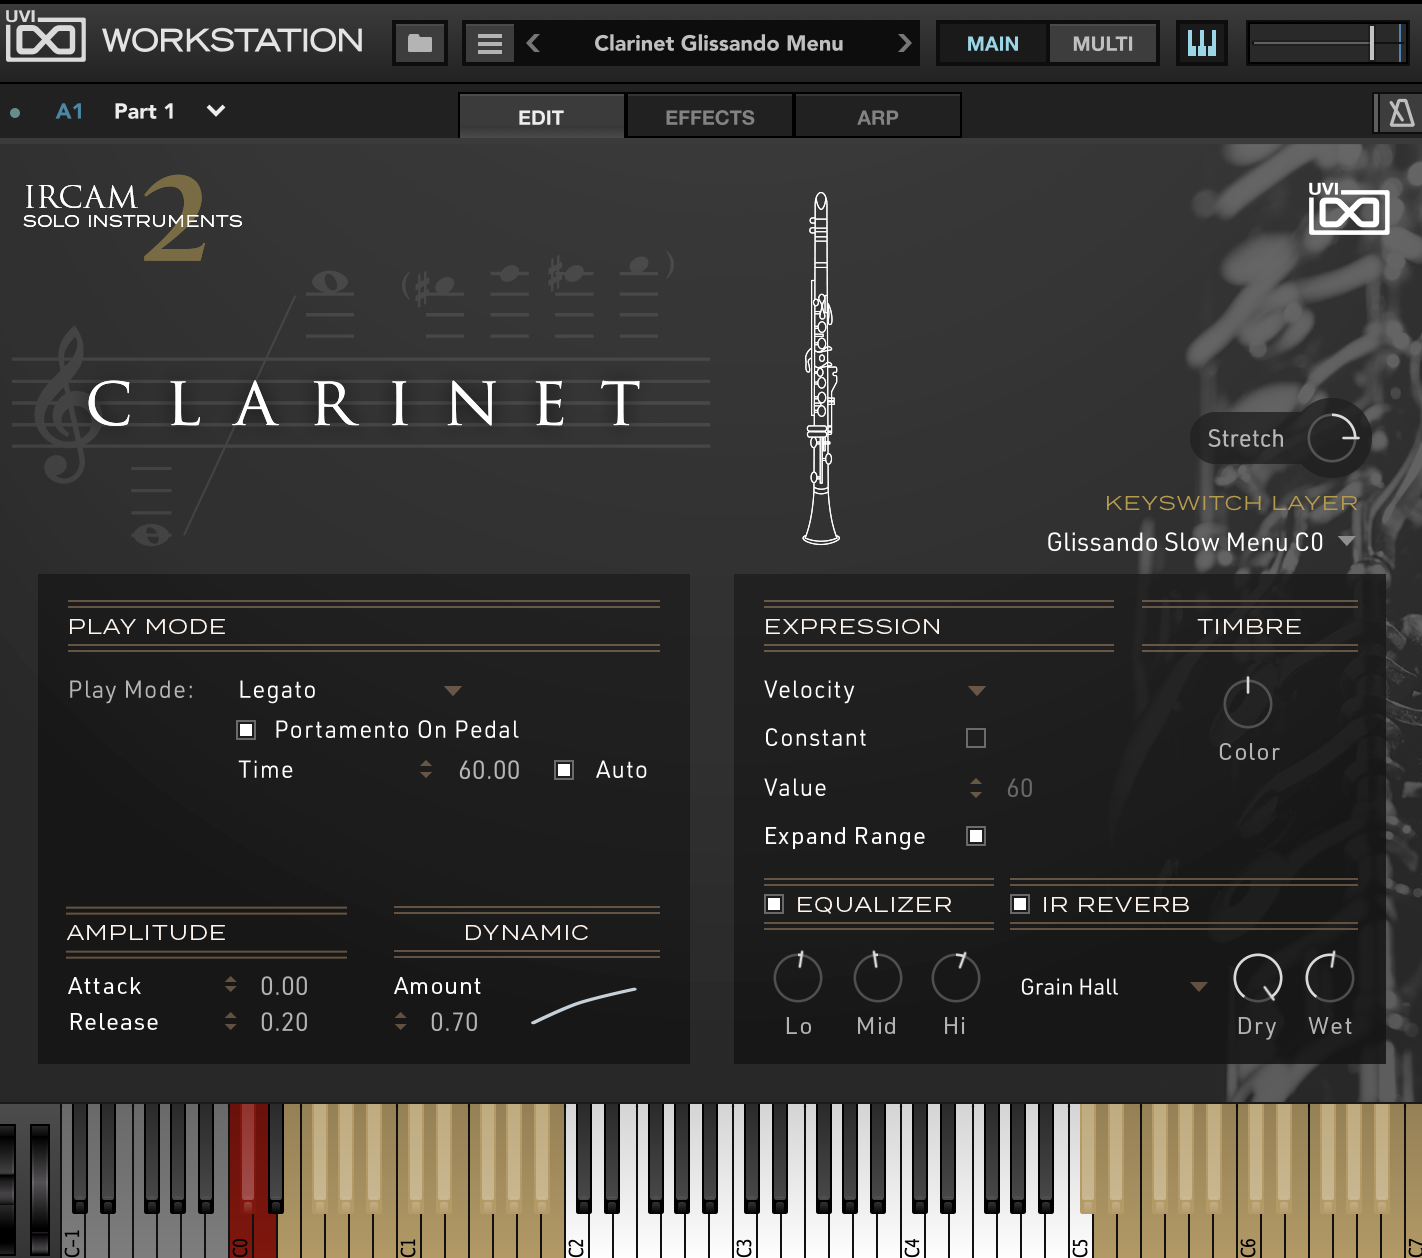 UVI
WORKSTATION
Clarinet Glissando Menu
MAIN
MULTI
A1
Part 1
EDIT
EFFECTS
ARP
IRCAM 2
SOLO INSTRUMENTS
UVI
CLARINET
Stretch
KEYSWITCH LAYER
Glissando Slow Menu C0
PLAY MODE
Play Mode: Legato
Portamento On Pedal
Time 60.00 Auto
AMPLITUDE
Attack 0.00
Release 0.20
DYNAMIC
Amount
0.70
EXPRESSION
Velocity
Constant
Value 60
Expand Range
TIMBRE
Color
EQUALIZER
Lo Mid Hi
IR REVERB
Grain Hall
Dry Wet
C-1 C0 C1 C2 C3 C4 C5 C6 C7